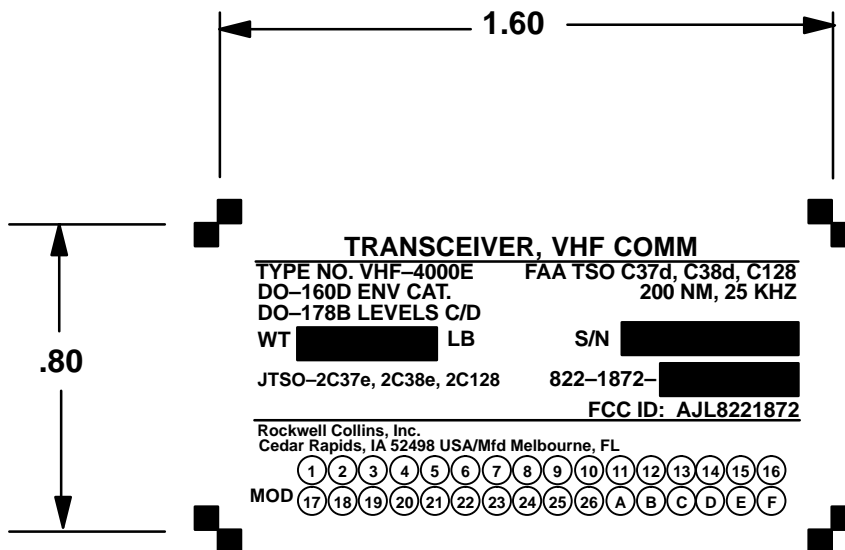 1.60
TRANSCEIVER, VHF COMM
TYPE NO. VHF–4000E FAA TSO C37d, C38d, C128
DO–160D ENV CAT. 200 NM, 25 KHZ
DO–178B LEVELS C/D
WT LB S/N
.80
JTSO–2C37e, 2C38e, 2C128 822–1872–
FCC ID: AJL8221872
Rockwell Collins, Inc.
Cedar Rapids, IA 52498 USA/Mfd Melbourne, FL
1 2 3 4 5 6 7 8 9 10 11 12 13 14 15 16
MOD 17 18 19 20 21 22 23 24 25 26 A B C D E F